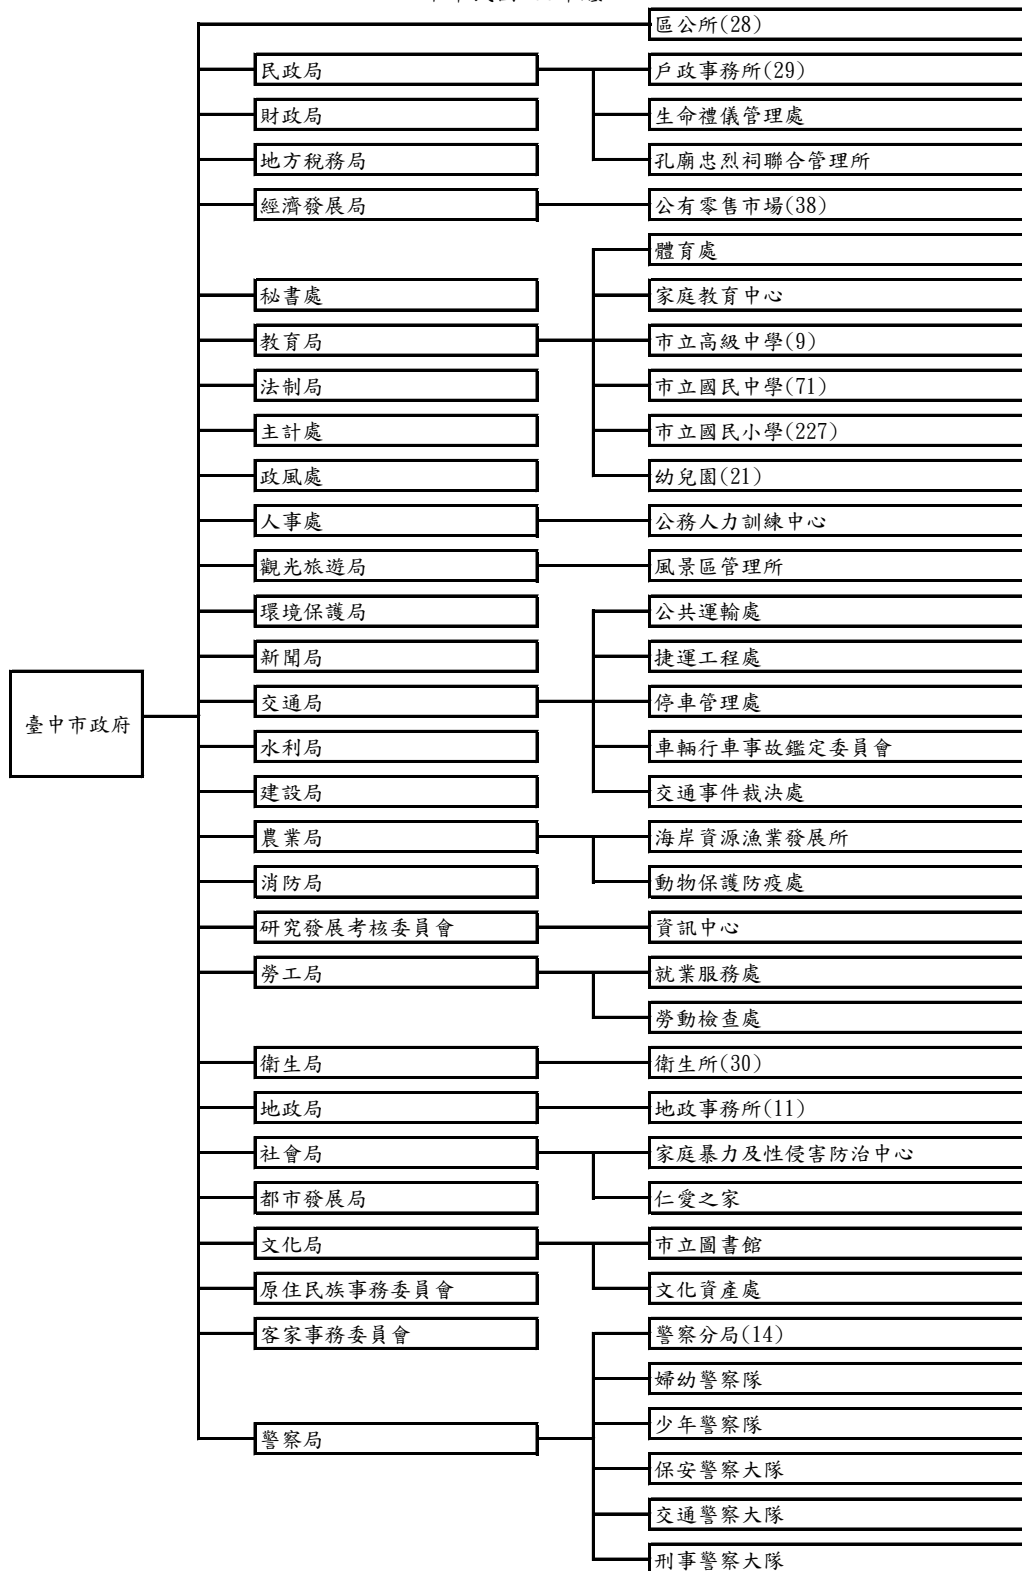 區公所(28)
民政局
戶政事務所(29)
財政局
生命禮儀管理處
地方稅務局
孔廟忠烈祠聯合管理所
經濟發展局
公有零售市場(38)
體育處
秘書處
家庭教育中心
教育局
市立高級中學(9)
法制局
市立國民中學(71)
主計處
市立國民小學(227)
政風處
幼兒園(21)
人事處
公務人力訓練中心
觀光旅遊局
風景區管理所
環境保護局
公共運輸處
新聞局
捷運工程處
臺中市政府
交通局
停車管理處
水利局
車輛行車事故鑑定委員會
建設局
交通事件裁決處
農業局
海岸資源漁業發展所
消防局
動物保護防疫處
研究發展考核委員會
資訊中心
勞工局
就業服務處
勞動檢查處
衛生局
衛生所(30)
地政局
地政事務所(11)
社會局
家庭暴力及性侵害防治中心
都市發展局
仁愛之家
文化局
市立圖書館
原住民族事務委員會
文化資產處
客家事務委員會
警察分局(14)
婦幼警察隊
少年警察隊
警察局
保安警察大隊
交通警察大隊
刑事警察大隊